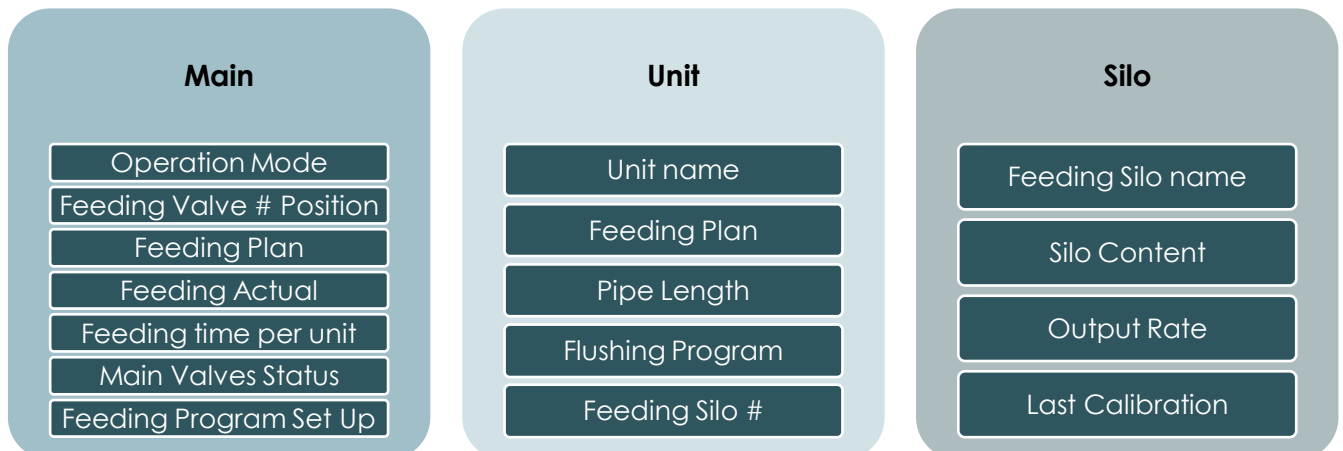 Main
Operation Mode
Feeding Valve # Position
Feeding Plan
Feeding Actual
Feeding time per unit
Main Valves Status
Feeding Program Set Up
Unit
Unit name
Feeding Plan
Pipe Length
Flushing Program
Feeding Silo #
Silo
Feeding Silo name
Silo Content
Output Rate
Last Calibration